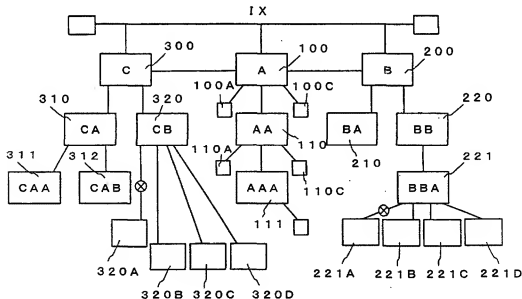 IX
300 100 200
C A B
100A 100C
310 320 220
CA CB AA 110 BA BB
110A 210
311 312 221
CAA CAB AAA 110C BBA
111
320A 221A 221B 221C 221D
320B 320C 320D